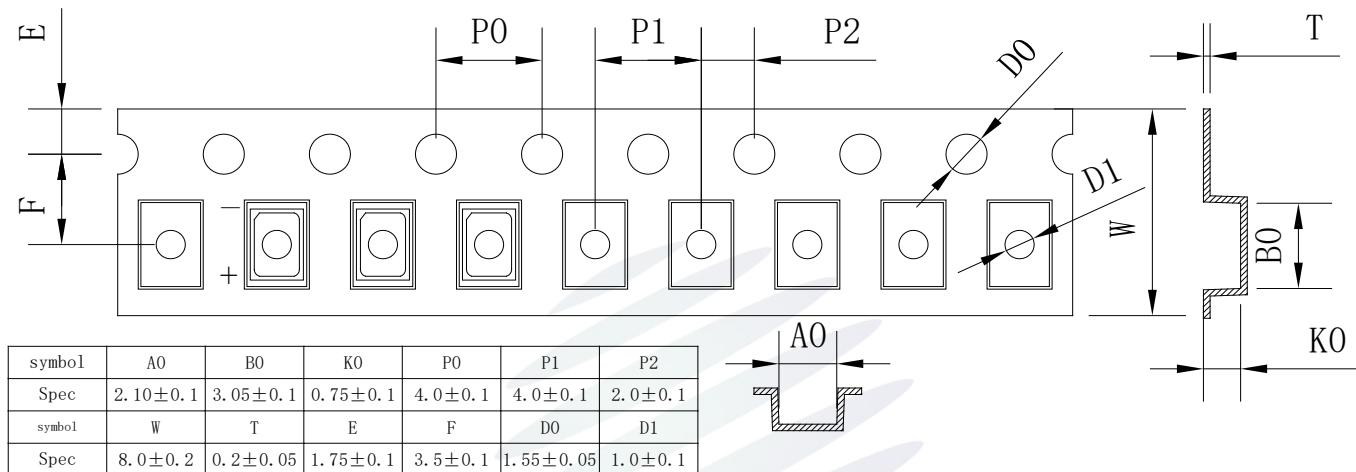 E
P0
P1
P2
D0
T
F
−
+
D1
W
B0
A0
K0
symbol A0 B0 K0 P0 P1 P2
Spec 2.10±0.1 3.05±0.1 0.75±0.1 4.0±0.1 4.0±0.1 2.0±0.1
symbol W T E F D0 D1
Spec 8.0±0.2 0.2±0.05 1.75±0.1 3.5±0.1 1.55±0.05 1.0±0.1